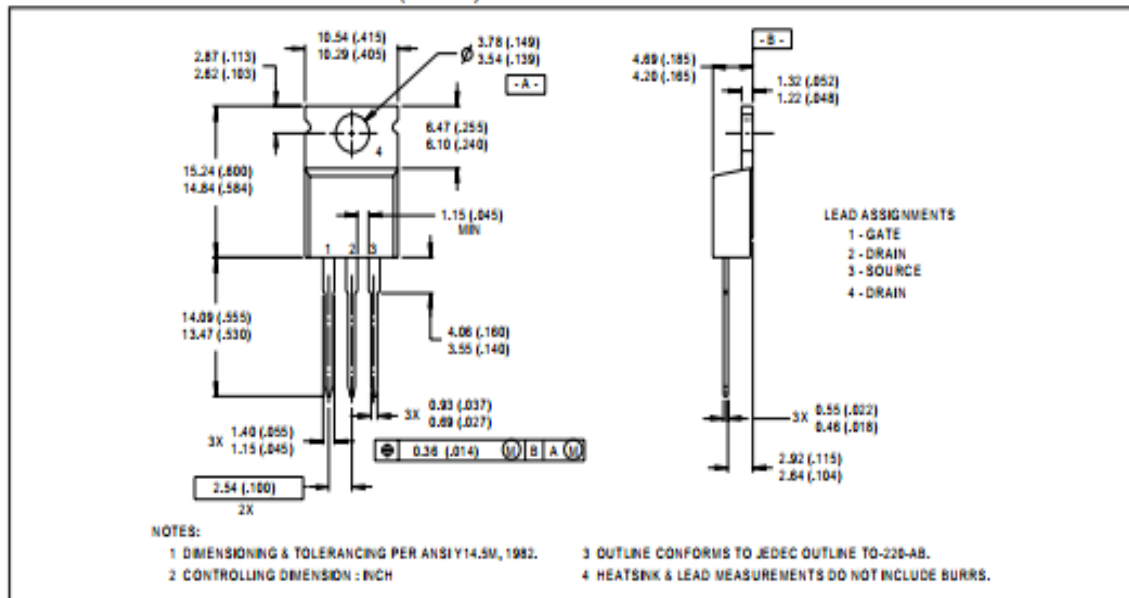 10.54 (.415)
10.29 (.405)
2.87 (.113)
2.62 (.103)
Ø 3.78 (.149)
3.54 (.139)
- A -
6.47 (.255)
6.10 (.240)
4
15.24 (.600)
14.84 (.584)
1.15 (.045)
MIN
1 2 3
14.09 (.555)
13.47 (.530)
4.06 (.160)
3.55 (.140)
3X 0.93 (.037)
0.69 (.027)
3X 1.40 (.055)
1.15 (.045)
⌖ 0.36 (.014) Ⓜ B A Ⓜ
2.54 (.100)
2X
- B -
4.69 (.185)
4.20 (.165)
1.32 (.052)
1.22 (.048)
LEAD ASSIGNMENTS
1 - GATE
2 - DRAIN
3 - SOURCE
4 - DRAIN
3X 0.55 (.022)
0.46 (.018)
2.92 (.115)
2.64 (.104)
NOTES:
1 DIMENSIONING & TOLERANCING PER ANSI Y14.5M, 1982.
2 CONTROLLING DIMENSION : INCH
3 OUTLINE CONFORMS TO JEDEC OUTLINE TO-220-AB.
4 HEATSINK & LEAD MEASUREMENTS DO NOT INCLUDE BURRS.